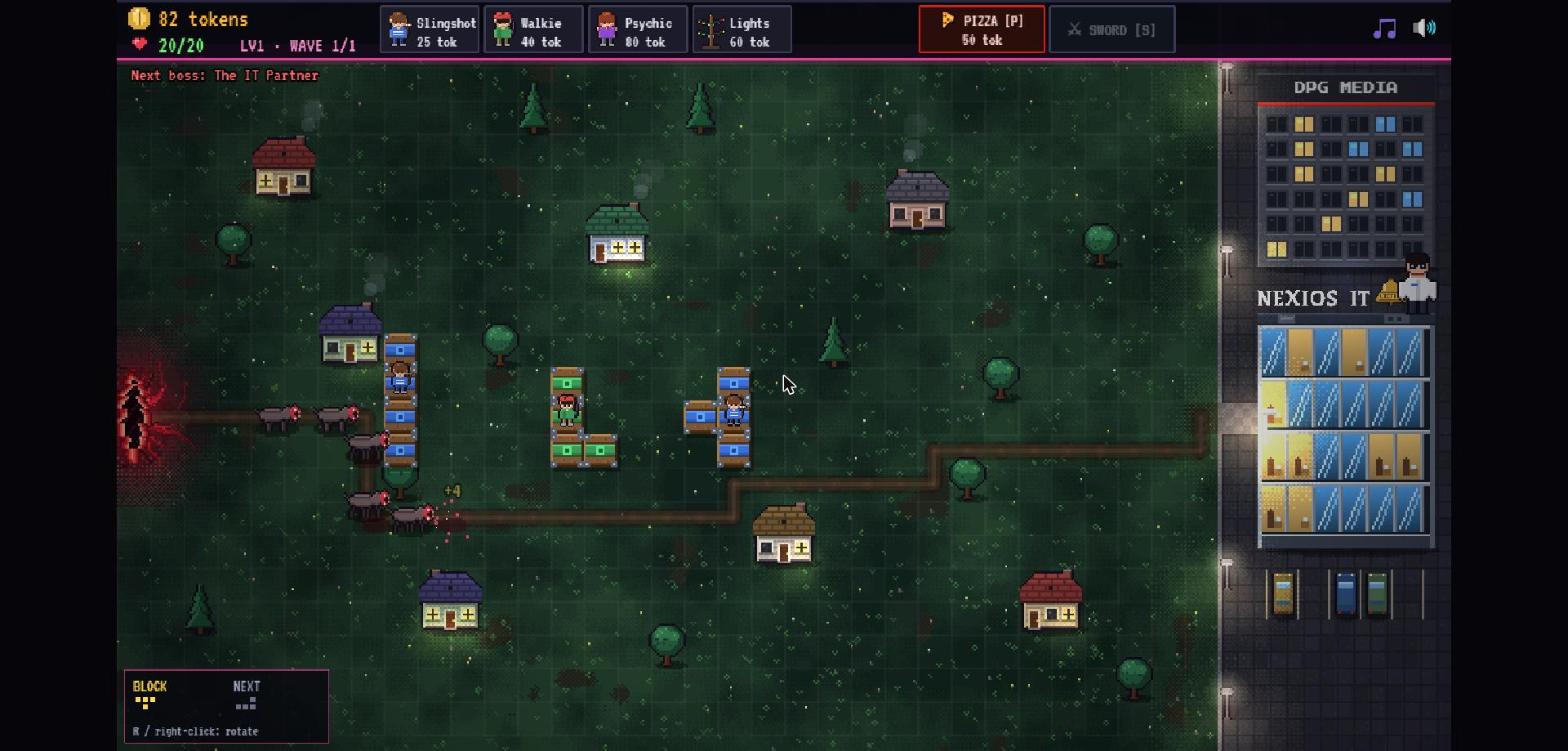 82 tokens
20/20 LV1 · WAVE 1/1
Slingshot
25 tok
Walkie
40 tok
Psychic
80 tok
Lights
60 tok
PIZZA [P]
50 tok
SWORD [S]
Next boss: The IT Partner
DPG MEDIA
NEXIOS IT
+4
BLOCK NEXT
R / right-click: rotate